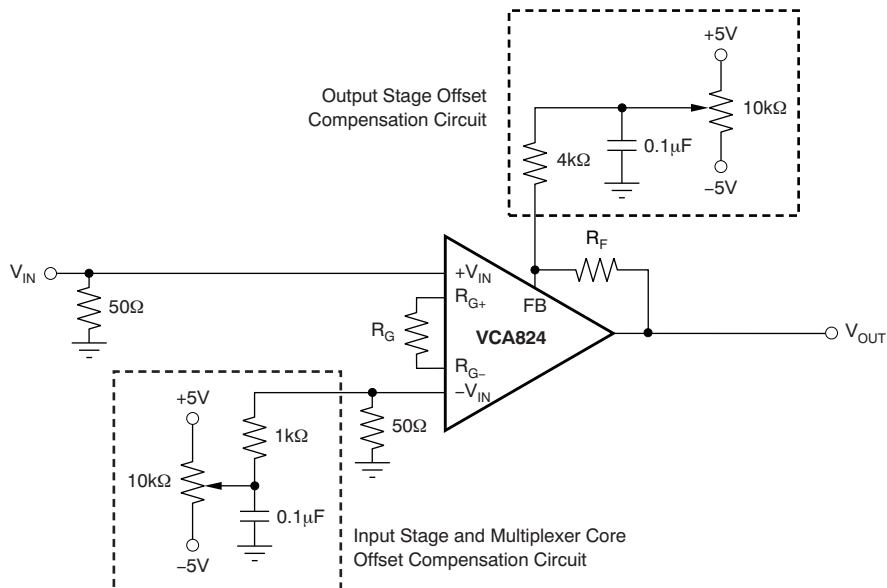 +5V
Output Stage Offset
Compensation Circuit
10kΩ
0.1μF
4kΩ
−5V
R_F
V_IN
+V_IN
R_G+
FB
50Ω
R_G
VCA824
V_OUT
R_G−
−V_IN
+5V
50Ω
1kΩ
10kΩ
0.1μF
−5V
Input Stage and Multiplexer Core
Offset Compensation Circuit